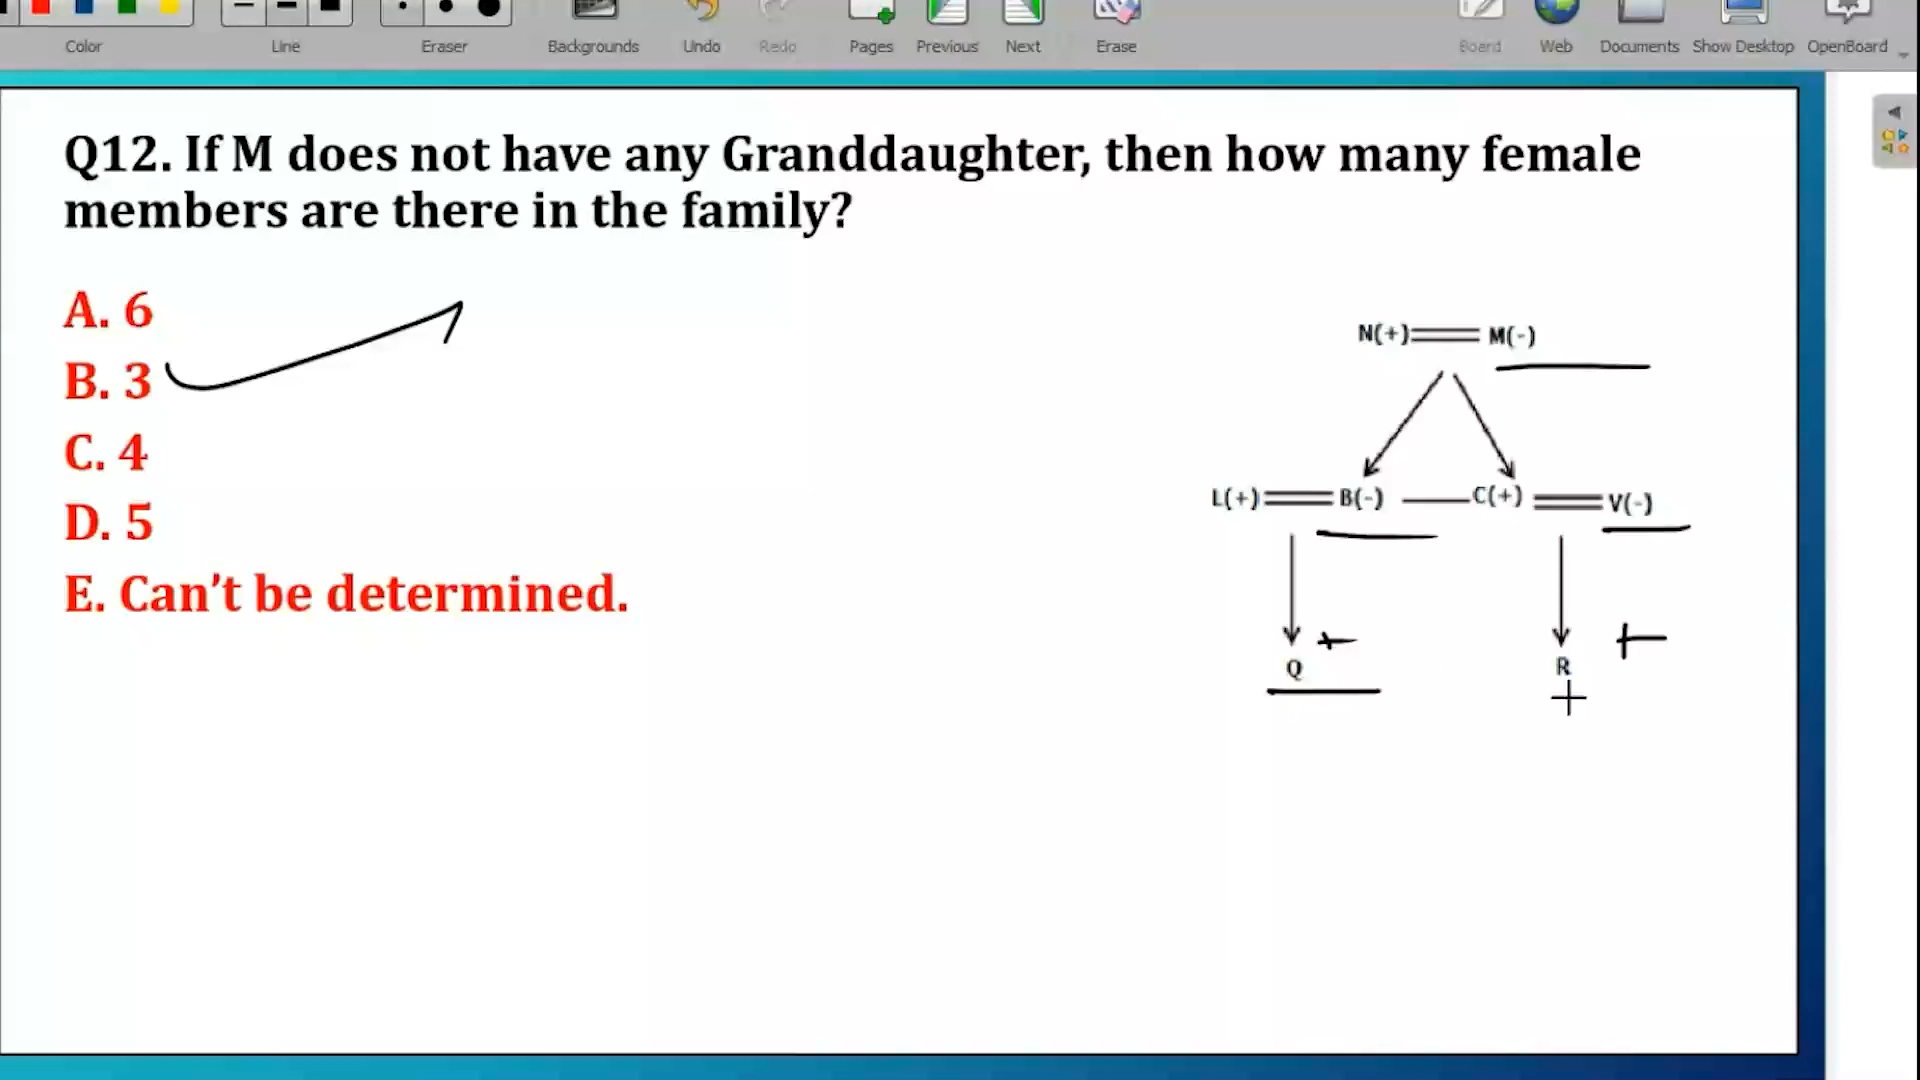 Color Line Eraser Backgrounds Undo Redo Pages Previous Next Erase Board Web Documents Show Desktop OpenBoard
Q12. If M does not have any Granddaughter, then how many female
members are there in the family?
A. 6
B. 3
C. 4
D. 5
E. Can't be determined.
N(+) M(-)
L(+) B(-) C(+) V(-)
+ +
Q R